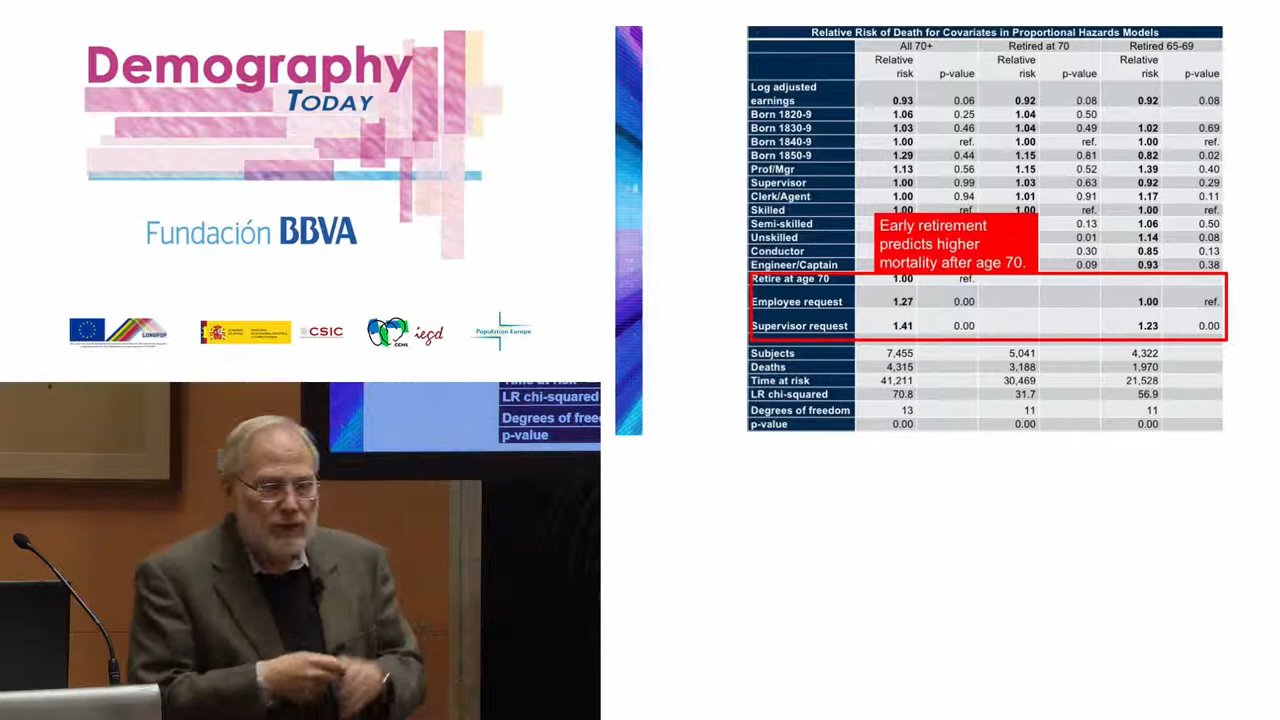 Demography
TODAY
Fundación BBVA
LONGPOP
CSIC
CCHS
iegd
Population Europe
Relative Risk of Death for Covariates in Proportional Hazards Models
All 70+ Retired at 70 Retired 65-69
Relative risk p-value Relative risk p-value Relative risk p-value
Log adjusted earnings 0.93 0.06 0.92 0.08 0.92 0.08
Born 1820-9 1.06 0.25 1.04 0.50
Born 1830-9 1.03 0.46 1.04 0.49 1.02 0.69
Born 1840-9 1.00 ref. 1.00 ref. 1.00 ref.
Born 1850-9 1.29 0.44 1.15 0.81 0.82 0.02
Prof/Mgr 1.13 0.56 1.15 0.52 1.39 0.40
Supervisor 1.00 0.99 1.03 0.63 0.92 0.29
Clerk/Agent 1.00 0.94 1.01 0.91 1.17 0.11
Skilled 1.00 ref. 1.00 ref. 1.00 ref.
Semi-skilled 0.13 1.06 0.50
Unskilled 0.01 1.14 0.08
Conductor 0.30 0.85 0.13
Engineer/Captain 0.09 0.93 0.38
Early retirement
predicts higher
mortality after age 70.
Retire at age 70 1.00 ref.
Employee request 1.27 0.00 1.00 ref.
Supervisor request 1.41 0.00 1.23 0.00
Subjects 7,455 5,041 4,322
Deaths 4,315 3,188 1,970
Time at risk 41,211 30,469 21,528
LR chi-squared 70.8 31.7 56.9
Degrees of freedom 13 11 11
p-value 0.00 0.00 0.00
Time at risk
LR chi-squared
Degrees of free
p-value